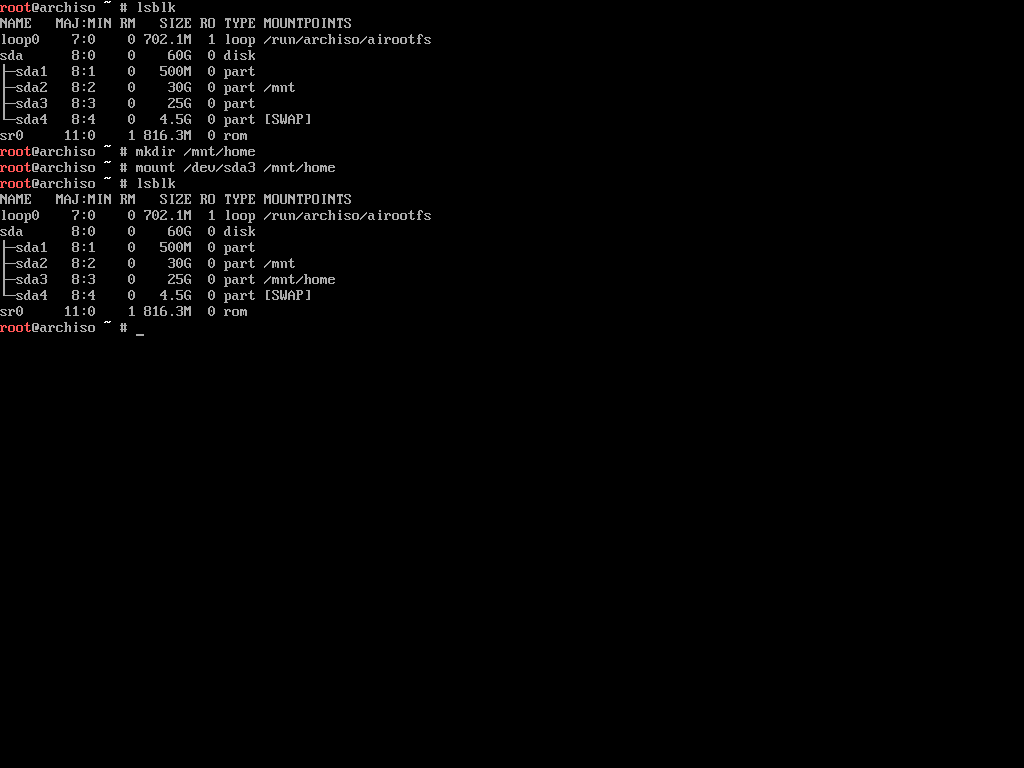 root@archiso ~ # lsblk
NAME   MAJ:MIN RM   SIZE RO TYPE MOUNTPOINTS
loop0    7:0    0 702.1M  1 loop /run/archiso/airootfs
sda      8:0    0    60G  0 disk
├─sda1   8:1    0   500M  0 part
├─sda2   8:2    0    30G  0 part /mnt
├─sda3   8:3    0    25G  0 part
└─sda4   8:4    0   4.5G  0 part [SWAP]
sr0     11:0    1 816.3M  0 rom
root@archiso ~ # mkdir /mnt/home
root@archiso ~ # mount /dev/sda3 /mnt/home
root@archiso ~ # lsblk
NAME   MAJ:MIN RM   SIZE RO TYPE MOUNTPOINTS
loop0    7:0    0 702.1M  1 loop /run/archiso/airootfs
sda      8:0    0    60G  0 disk
├─sda1   8:1    0   500M  0 part
├─sda2   8:2    0    30G  0 part /mnt
├─sda3   8:3    0    25G  0 part /mnt/home
└─sda4   8:4    0   4.5G  0 part [SWAP]
sr0     11:0    1 816.3M  0 rom
root@archiso ~ # _